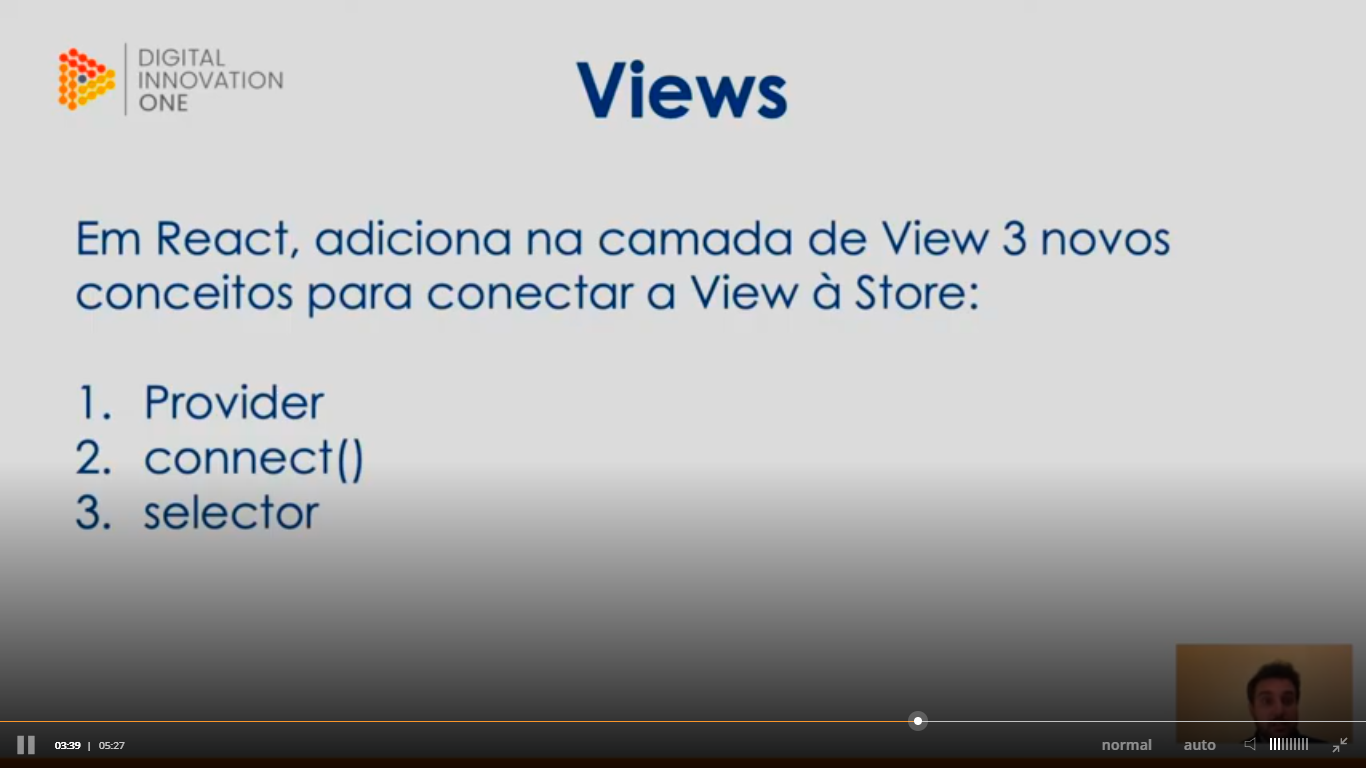 DIGITAL
INNOVATION
ONE
Views
Em React, adiciona na camada de View 3 novos
conceitos para conectar a View à Store:
1. Provider
2. connect()
3. selector
03:39 | 05:27
normal auto